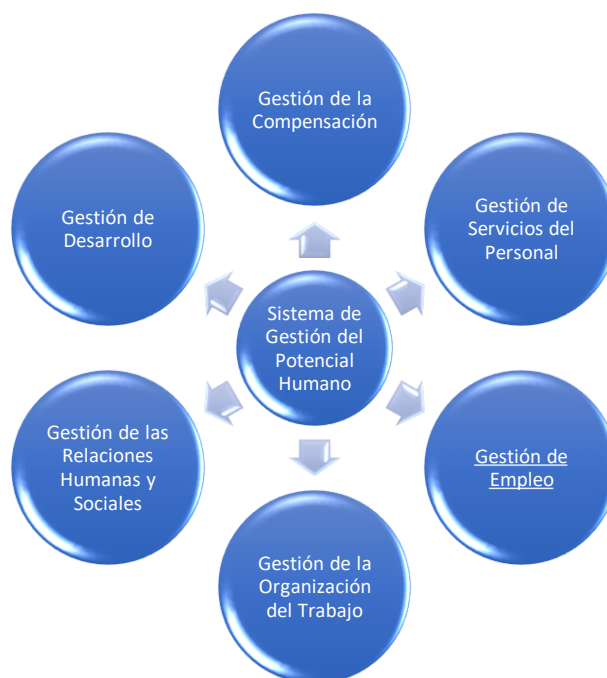 Gestión de la
Compensación
Gestión de
Desarrollo
Gestión de
Servicios del
Personal
Sistema de
Gestión del
Potencial
Humano
Gestión de las
Relaciones
Humanas y
Sociales
Gestión de
Empleo
Gestión de la
Organización
del Trabajo